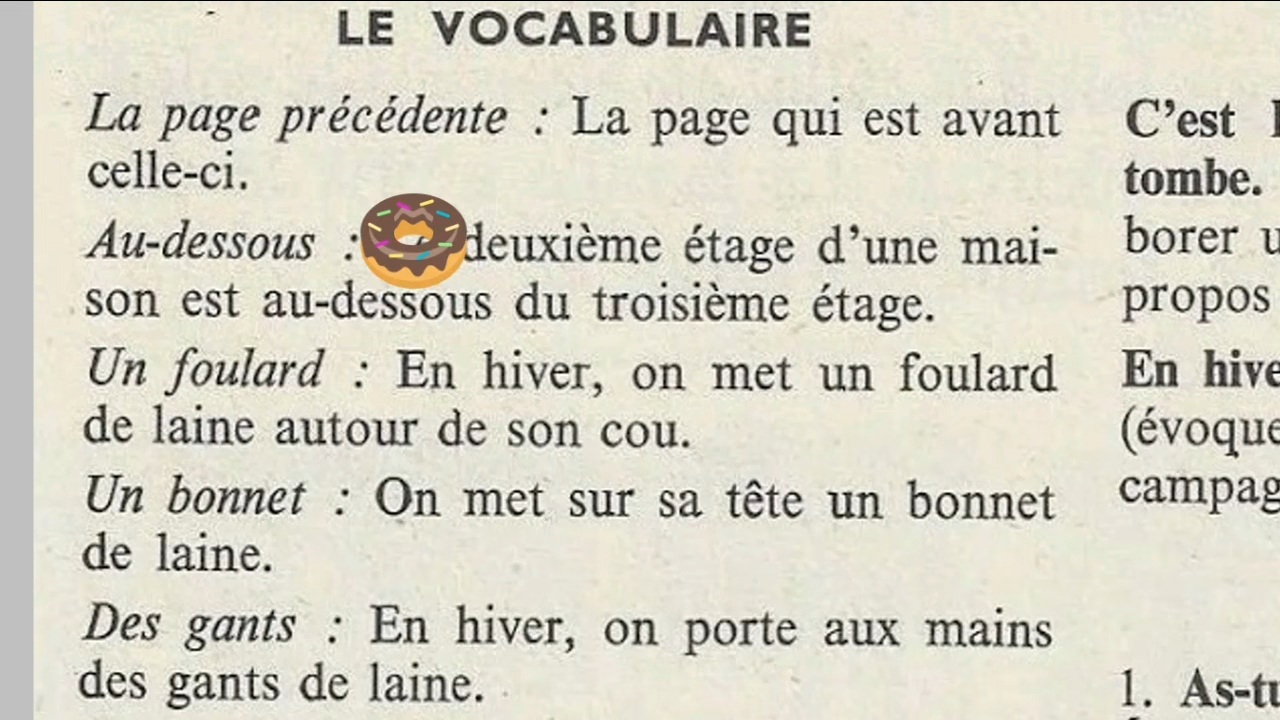 LE VOCABULAIRE
La page précédente : La page qui est avant
celle-ci.
Au-dessous : deuxième étage d'une mai-
son est au-dessous du troisième étage.
Un foulard : En hiver, on met un foulard
de laine autour de son cou.
Un bonnet : On met sur sa tête un bonnet
de laine.
Des gants : En hiver, on porte aux mains
des gants de laine.
C'est
tombe.
borer
propos
En
1. As-tu